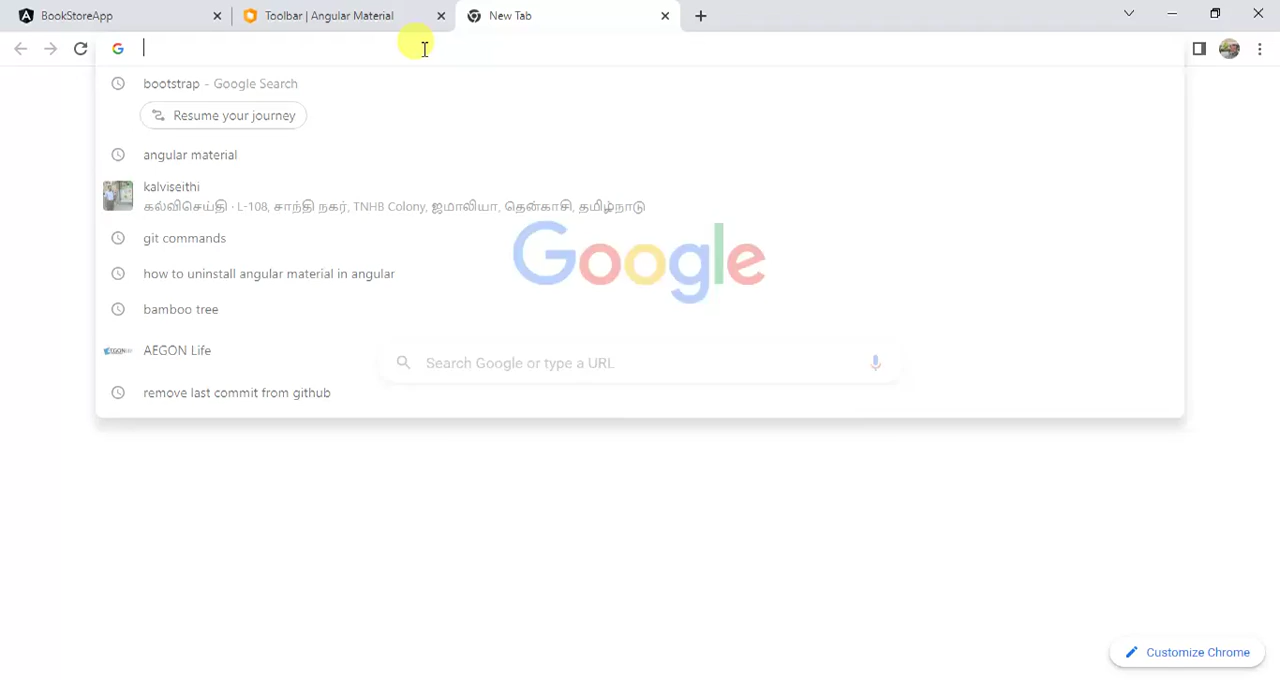 BookStoreApp
Toolbar | Angular Material
New Tab
bootstrap - Google Search
Resume your journey
angular material
kalviseithi
கல்விசெய்தி · L-108, சாந்தி நகர், TNHB Colony, ஜமாலியா, தென்காசி, தமிழ்நாடு
git commands
Google
how to uninstall angular material in angular
bamboo tree
AEGON Life
Search Google or type a URL
remove last commit from github
Customize Chrome